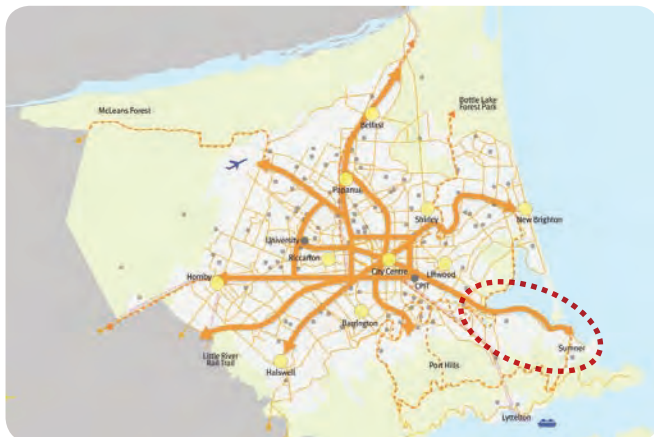 McLeans Forest
Bottle Lake
Forest Park
Belfast
Papanui
Shirley
New Brighton
University
Riccarton
City Centre
Linwood
CPIT
Hornby
Barrington
Sumner
Little River
Rail Trail
Halswell
Port Hills
Lyttelton